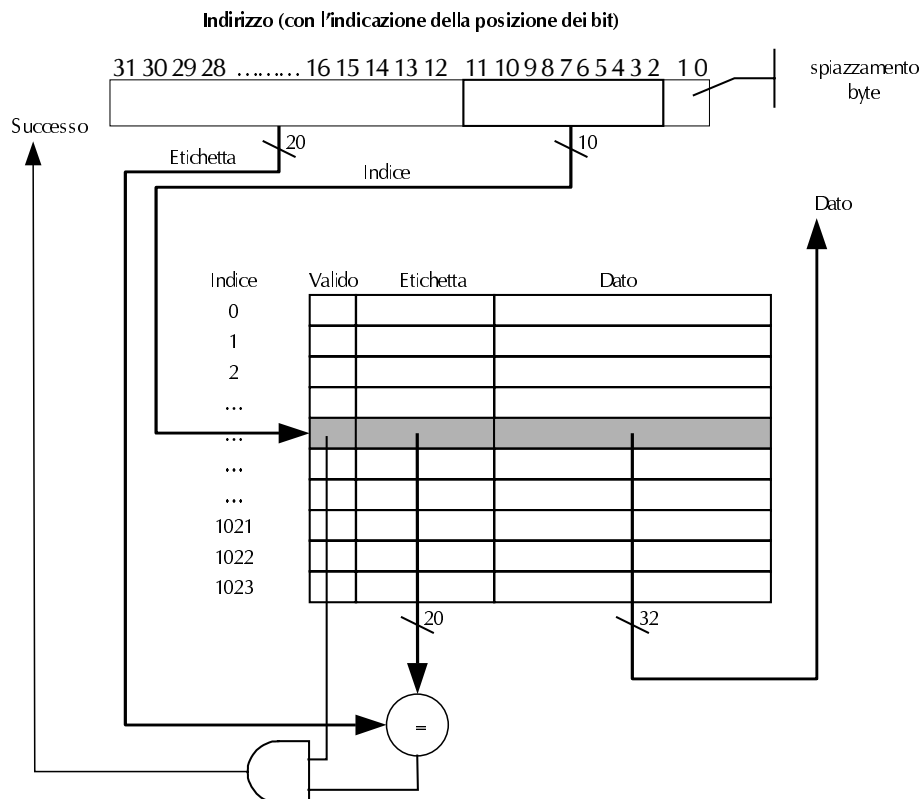 Indirizzo (con l'indicazione della posizione dei bit)
31 30 29 28 ……… 16 15 14 13 12 11 10 9 8 7 6 5 4 3 2 1 0
spiazzamento
byte
Successo
20
10
Etichetta
Indice
Dato
Indice Valido Etichetta Dato
0
1
2
...
...
...
...
1021
1022
1023
20
32
=